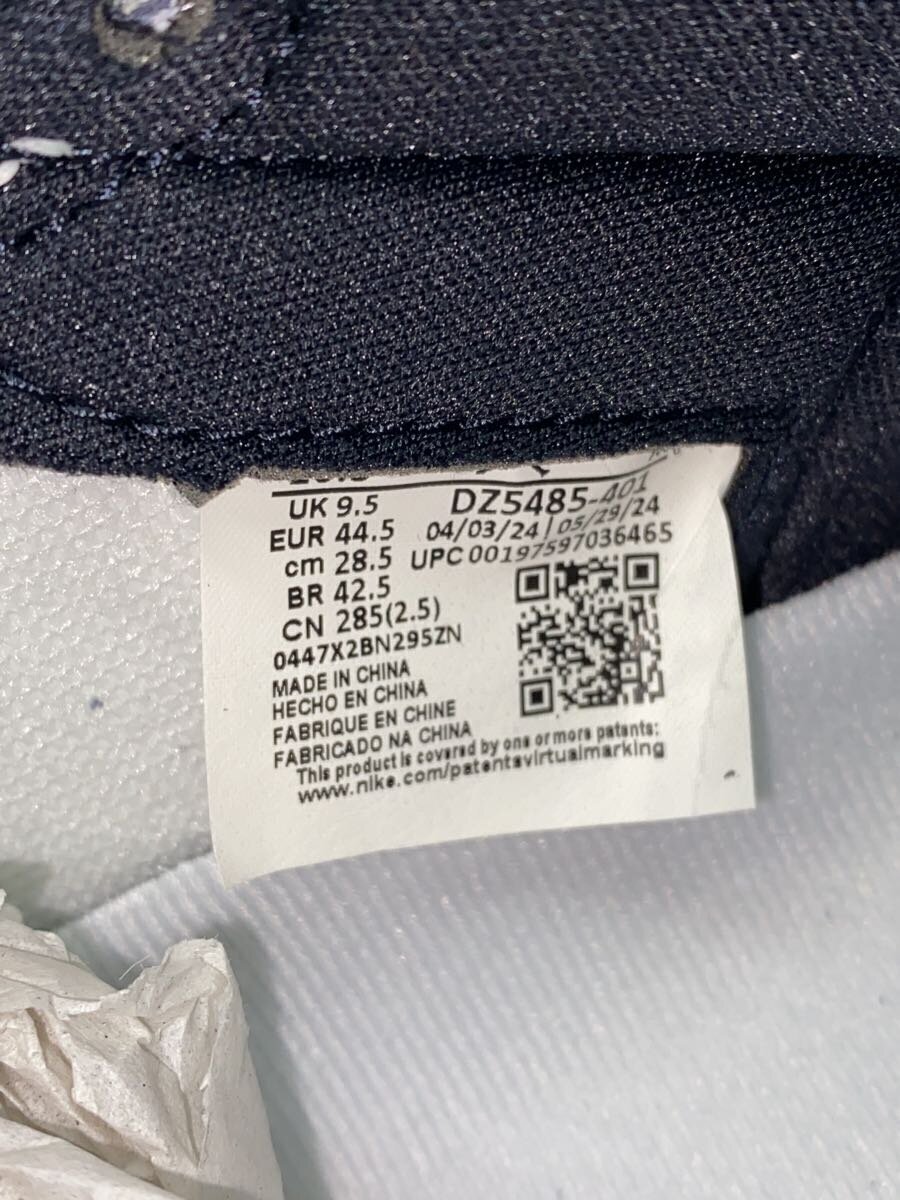 UK 9.5
DZ5485-401
EUR 44.5
04/03/24 | 05/29/24
cm 28.5
UPC 00197597036465
BR 42.5
CN 285(2.5)
0447X2BN295ZN
MADE IN CHINA
HECHO EN CHINA
FABRIQUE EN CHINE
FABRICADO NA CHINA
This product is covered by one or more patents:
www.nike.com/patentsvirtualmarking